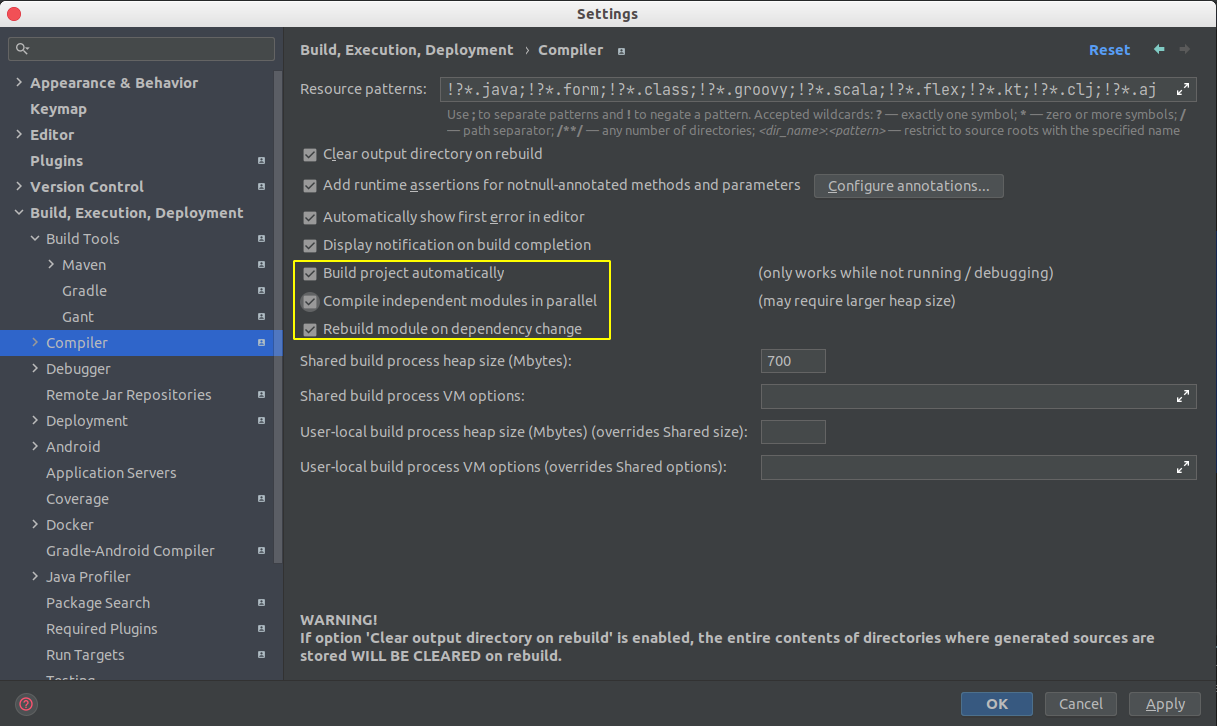 Settings
Appearance & Behavior
Keymap
Editor
Plugins
Version Control
Build, Execution, Deployment
Build Tools
Maven
Gradle
Gant
Compiler
Debugger
Remote Jar Repositories
Deployment
Android
Application Servers
Coverage
Docker
Gradle-Android Compiler
Java Profiler
Package Search
Required Plugins
Run Targets
Testing
Build, Execution, Deployment › Compiler
Reset
Resource patterns: !?*.java;!?*.form;!?*.class;!?*.groovy;!?*.scala;!?*.flex;!?*.kt;!?*.clj;!?*.aj
Use ; to separate patterns and ! to negate a pattern. Accepted wildcards: ? — exactly one symbol; * — zero or more symbols; /
— path separator; /**/ — any number of directories; <dir_name>:<pattern> — restrict to source roots with the specified name
Clear output directory on rebuild
Add runtime assertions for notnull-annotated methods and parameters Configure annotations...
Automatically show first error in editor
Display notification on build completion
Build project automatically (only works while not running / debugging)
Compile independent modules in parallel (may require larger heap size)
Rebuild module on dependency change
Shared build process heap size (Mbytes): 700
Shared build process VM options:
User-local build process heap size (Mbytes) (overrides Shared size):
User-local build process VM options (overrides Shared options):
WARNING!
If option 'Clear output directory on rebuild' is enabled, the entire contents of directories where generated sources are
stored WILL BE CLEARED on rebuild.
?
OK Cancel Apply